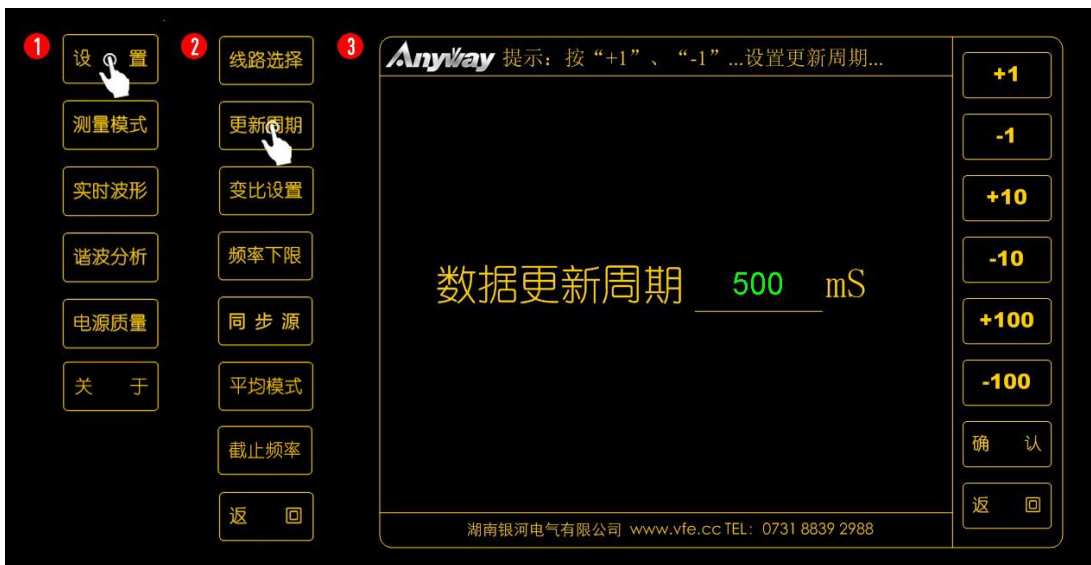 1
设 置
测量模式
实时波形
谐波分析
电源质量
关 于
2
线路选择
更新周期
变比设置
频率下限
同 步 源
平均模式
截止频率
返 回
3
Anyway 提示：按“+1”、“-1”...设置更新周期...
数据更新周期 500 mS
湖南银河电气有限公司 www.vfe.cc TEL：0731 8839 2988
+1
-1
+10
-10
+100
-100
确 认
返 回